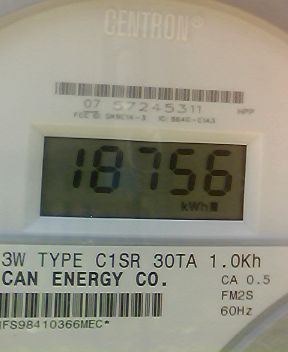 CENTRON®
07 57245311
18756
kWh
3W TYPE C1SR 30TA 1.0Kh
CAN ENERGY CO.
CA 0.5
FM2S
60Hz
IFS98410366MEC*